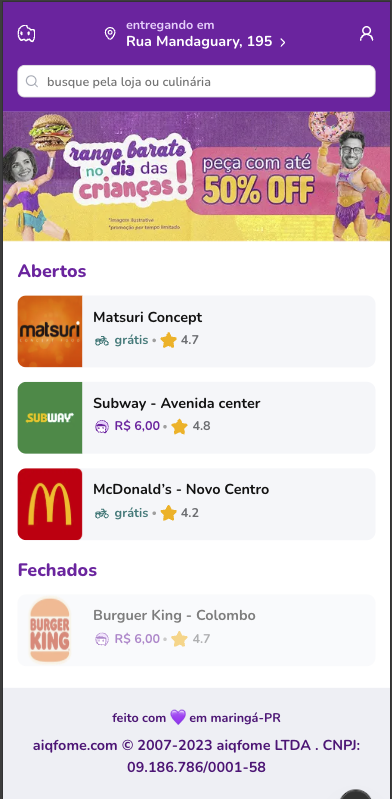 entregando em
Rua Mandaguary, 195
busque pela loja ou culinária
rango barato
no dia das
crianças!
peça com até
50% OFF
*imagem ilustrativa
*promoção por tempo limitado
Abertos
matsuri
Matsuri Concept
grátis • 4.7
SUBWAY
Subway - Avenida center
R$ 6,00 • 4.8
McDonald's - Novo Centro
grátis • 4.2
Fechados
BURGUER
KING
Burguer King - Colombo
R$ 6,00 • 4.7
feito com 💜 em maringá-PR
aiqfome.com © 2007-2023 aiqfome LTDA . CNPJ:
09.186.786/0001-58